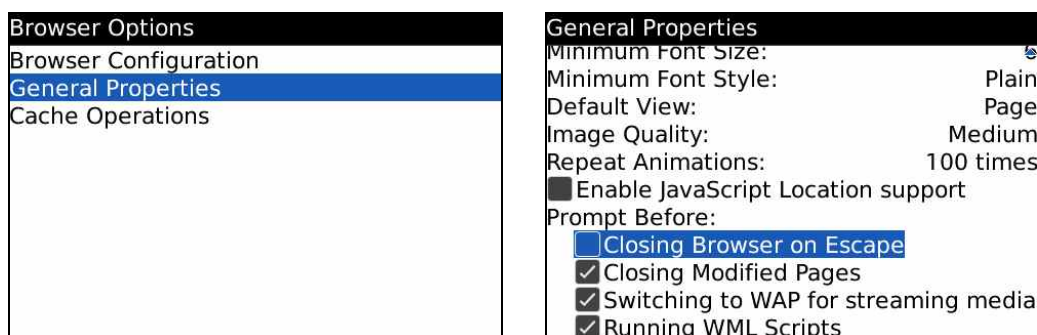 Browser Options
Browser Configuration
General Properties
Cache Operations
General Properties
Minimum Font Size:
Minimum Font Style: Plain
Default View: Page
Image Quality: Medium
Repeat Animations: 100 times
Enable JavaScript Location support
Prompt Before:
Closing Browser on Escape
Closing Modified Pages
Switching to WAP for streaming media
Running WML Scripts